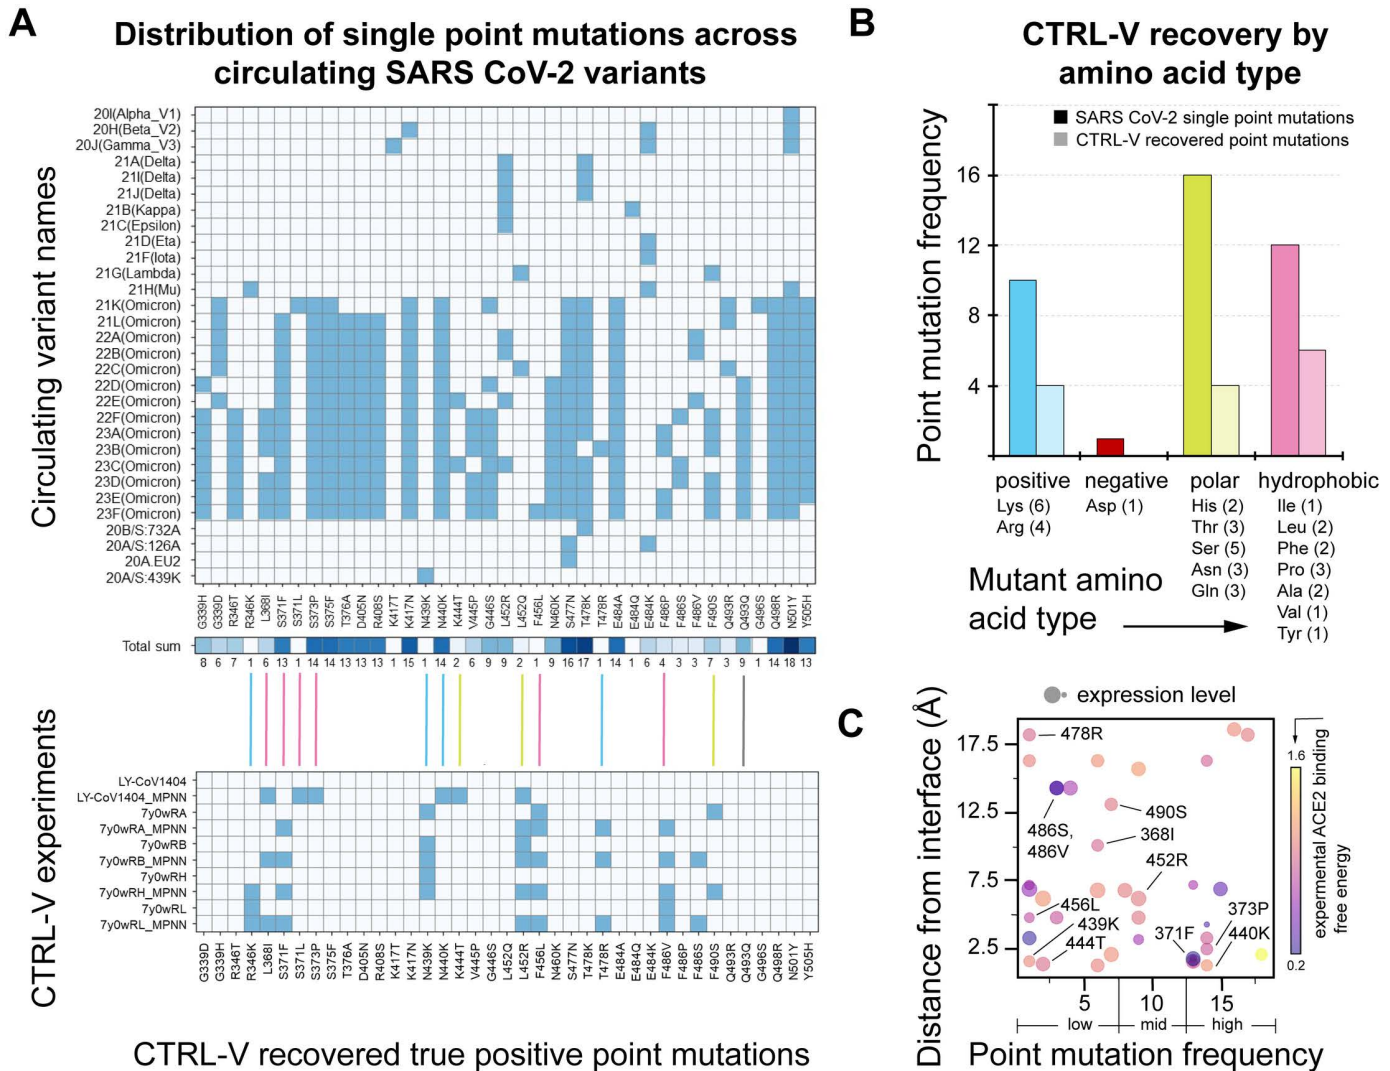 A
Distribution of single point mutations across
circulating SARS CoV-2 variants
Circulating variant names
20I(Alpha_V1)
20H(Beta_V2)
20J(Gamma_V3)
21A(Delta)
21I(Delta)
21J(Delta)
21B(Kappa)
21C(Epsilon)
21D(Eta)
21F(Iota)
21G(Lambda)
21H(Mu)
21K(Omicron)
21L(Omicron)
22A(Omicron)
22B(Omicron)
22C(Omicron)
22D(Omicron)
22E(Omicron)
22F(Omicron)
23A(Omicron)
23B(Omicron)
23C(Omicron)
23D(Omicron)
23E(Omicron)
23F(Omicron)
20B/S:732A
20A/S:126A
20A.EU2
20A/S:439K
G339H G339D R346T R346K L368I S371F S371L S373P S375F T376A D405N R408S K417T K417N N439K N440K K444T V445P G446S L452R L452Q F456L N460K S477N T478K T478R E484A E484Q E484K F486P F486S F486V F490S Q493R Q493Q G496S Q498R N501Y Y505H
Total sum
8 6 7 1 6 13 1 14 14 13 13 13 1 15 1 14 2 6 9 9 2 1 9 16 17 1 14 1 6 4 3 3 7 3 9 1 14 18 13
CTRL-V experiments
LY-CoV1404
LY-CoV1404_MPNN
7y0wRA
7y0wRA_MPNN
7y0wRB
7y0wRB_MPNN
7y0wRH
7y0wRH_MPNN
7y0wRL
7y0wRL_MPNN
G339D G339H R346T R346K L368I S371F S371L S373P S375F T376A D405N R408S K417T K417N N439K N440K K444T V445P G446S L452Q L452R F456L N460K S477N T478K T478R E484A E484Q E484K F486V F486P F486S F490S Q493R Q493Q G496S Q498R N501Y Y505H
CTRL-V recovered true positive point mutations
B
CTRL-V recovery by
amino acid type
Point mutation frequency
SARS CoV-2 single point mutations
CTRL-V recovered point mutations
16
12
8
4
positive negative polar hydrophobic
Lys (6)
Arg (4)
Asp (1)
His (2)
Thr (3)
Ser (5)
Asn (3)
Gln (3)
Ile (1)
Leu (2)
Phe (2)
Pro (3)
Ala (2)
Val (1)
Tyr (1)
Mutant amino
acid type
C
expression level
Distance from interface (Å)
17.5
12.5
7.5
2.5
478R
486S,
486V
490S
368I
452R
456L
439K
444T
371F
373P
440K
5 10 15
low mid high
Point mutation frequency
1.6
0.2
expermental ACE2 binding
free energy